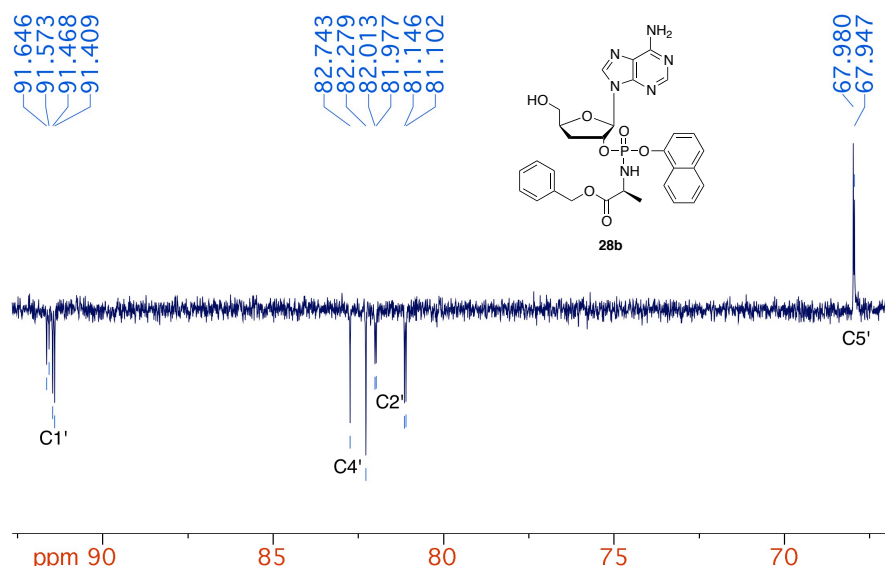 91.646
91.573
91.468
91.409
82.743
82.279
82.013
81.977
81.146
81.102
67.980
67.947
NH₂
N
N
N
N
HO
O
O
O
P
O
NH
O
O
28b
C5'
C2'
C1'
C4'
ppm 90
85
80
75
70